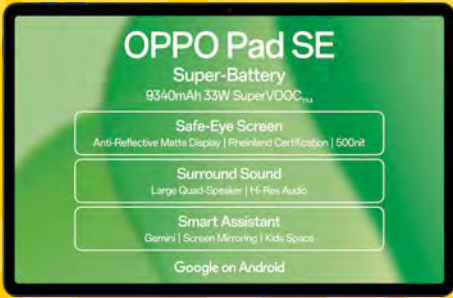 OPPO Pad SE
Super-Battery
9340mAh 33W SuperVOOC™
Safe-Eye Screen
Anti-Reflective Matte Display | Rheinland Certification | 500nit
Surround Sound
Large Quad-Speaker | Hi-Res Audio
Smart Assistant
Gemini | Screen Mirroring | Kids Space
Google on Android